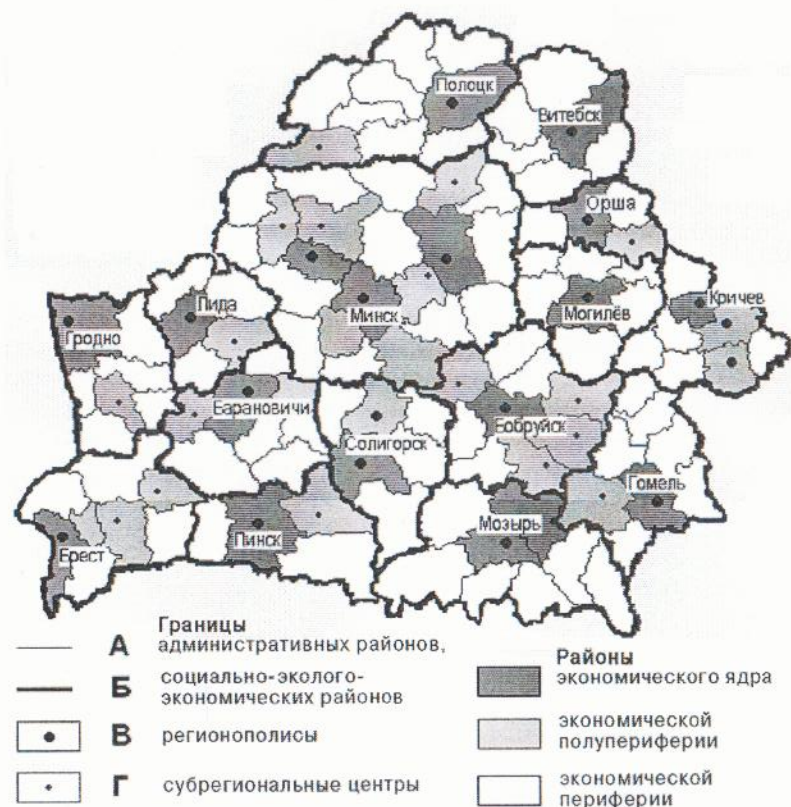 Полоцк
Витебск
Орша
Лида
Гродно
Минск
Могилёв
Кричев
Барановичи
Солигорск
Бобруйск
Гомель
Мозырь
Пинск
Брест
Границы
А административных районов,
Б социально-эколого-
экономических районов
В регионополисы
Г субрегиональные центры
Районы
экономического ядра
экономической
полупериферии
экономической
периферии